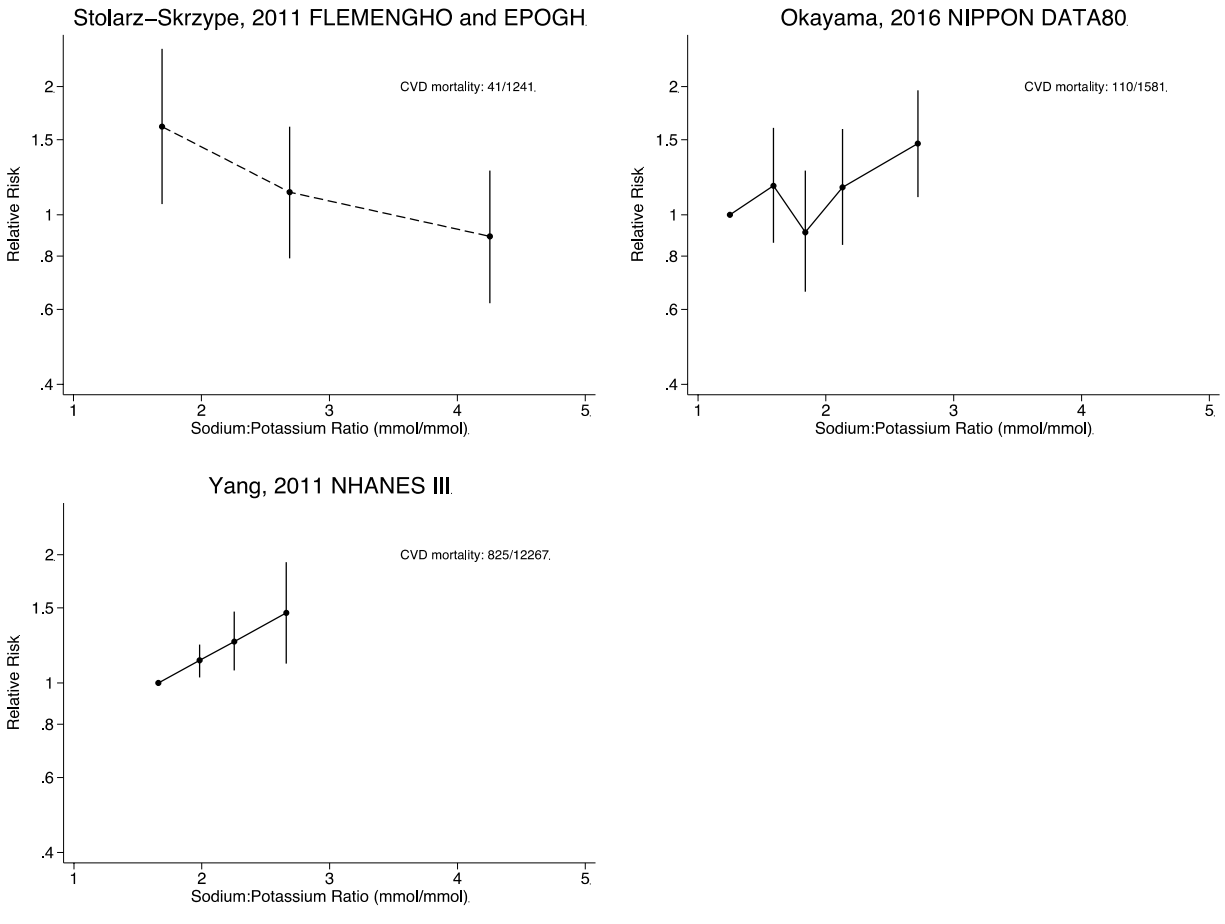 Stolarz−Skrzype, 2011 FLEMENGHO and EPOGH
CVD mortality: 41/1241
Relative Risk
2
1.5
1
.8
.6
.4
1 2 3 4 5
Sodium:Potassium Ratio (mmol/mmol)
Okayama, 2016 NIPPON DATA80
CVD mortality: 110/1581
Relative Risk
2
1.5
1
.8
.6
.4
1 2 3 4 5
Sodium:Potassium Ratio (mmol/mmol)
Yang, 2011 NHANES III
CVD mortality: 825/12267
Relative Risk
2
1.5
1
.8
.6
.4
1 2 3 4 5
Sodium:Potassium Ratio (mmol/mmol)